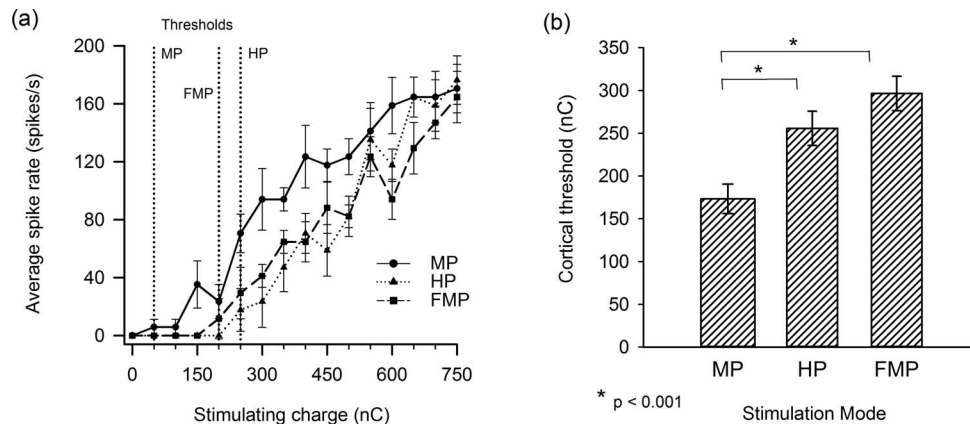 (a)
Thresholds
MP
HP
FMP
200
160
120
80
40
0
Average spike rate (spikes/s)
MP
HP
FMP
0 150 300 450 600 750
Stimulating charge (nC)
(b)
350
300
250
200
150
100
50
0
Cortical threshold (nC)
*
*
MP HP FMP
* p < 0.001
Stimulation Mode